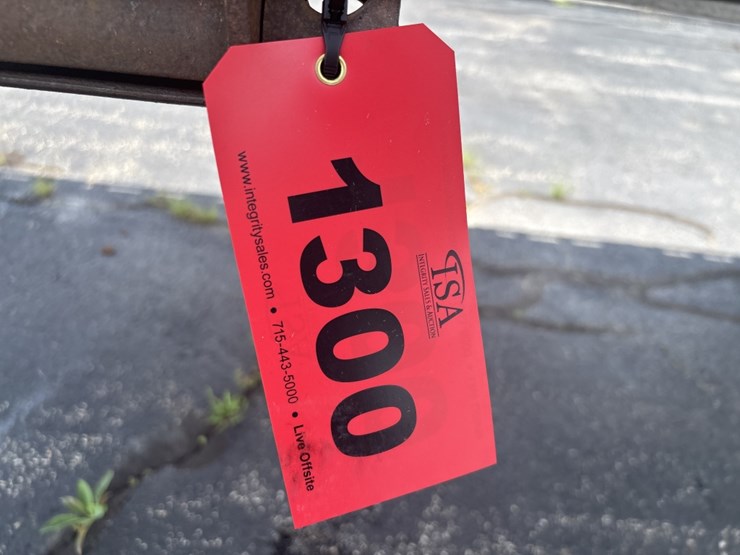 ISA
INTEGRITY SALES & AUCTION
1300
www.integritysales.com • 715-443-5000 • Live Offsite